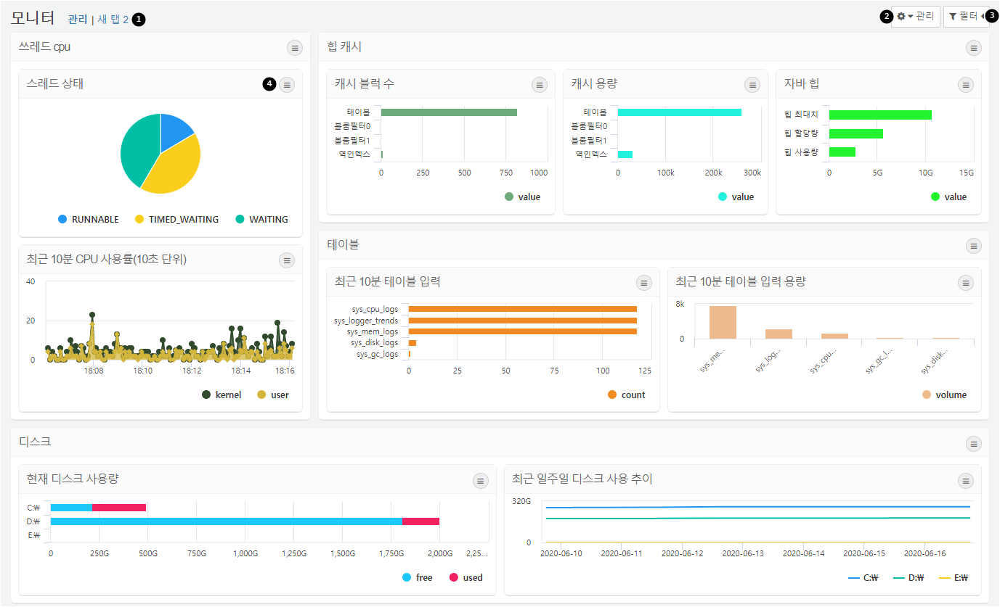 모니터 관리 | 새 탭 2 1
2 관리 필터 3
쓰레드 cpu
스레드 상태 4
RUNNABLE TIMED_WAITING WAITING
최근 10분 CPU 사용률(10초 단위)
40
20
0
18:08 18:10 18:12 18:14 18:16
kernel user
힙 캐시
캐시 블럭 수
테이블
블룸필터0
블룸필터1
역인덱스
0 250 500 750 1000
value
캐시 용량
테이블
블룸필터0
블룸필터1
역인덱스
0 100k 200k 300k
value
자바 힙
힙 최대치
힙 할당량
힙 사용량
0 5G 10G 15G
value
테이블
최근 10분 테이블 입력
sys_cpu_logs
sys_logger_trends
sys_mem_logs
sys_disk_logs
sys_gc_logs
0 25 50 75 100 125
count
최근 10분 테이블 입력 용량
8k
0
sys_me... sys_log... sys_cpu... sys_gc_l... sys_disk...
volume
디스크
현재 디스크 사용량
C:₩
D:₩
E:₩
0 250G 500G 750G 1,000G 1,250G 1,500G 1,750G 2,000G 2,25...
free used
최근 일주일 디스크 사용 추이
320G
0
2020-06-10 2020-06-11 2020-06-12 2020-06-13 2020-06-14 2020-06-15 2020-06-16
C:₩ D:₩ E:₩